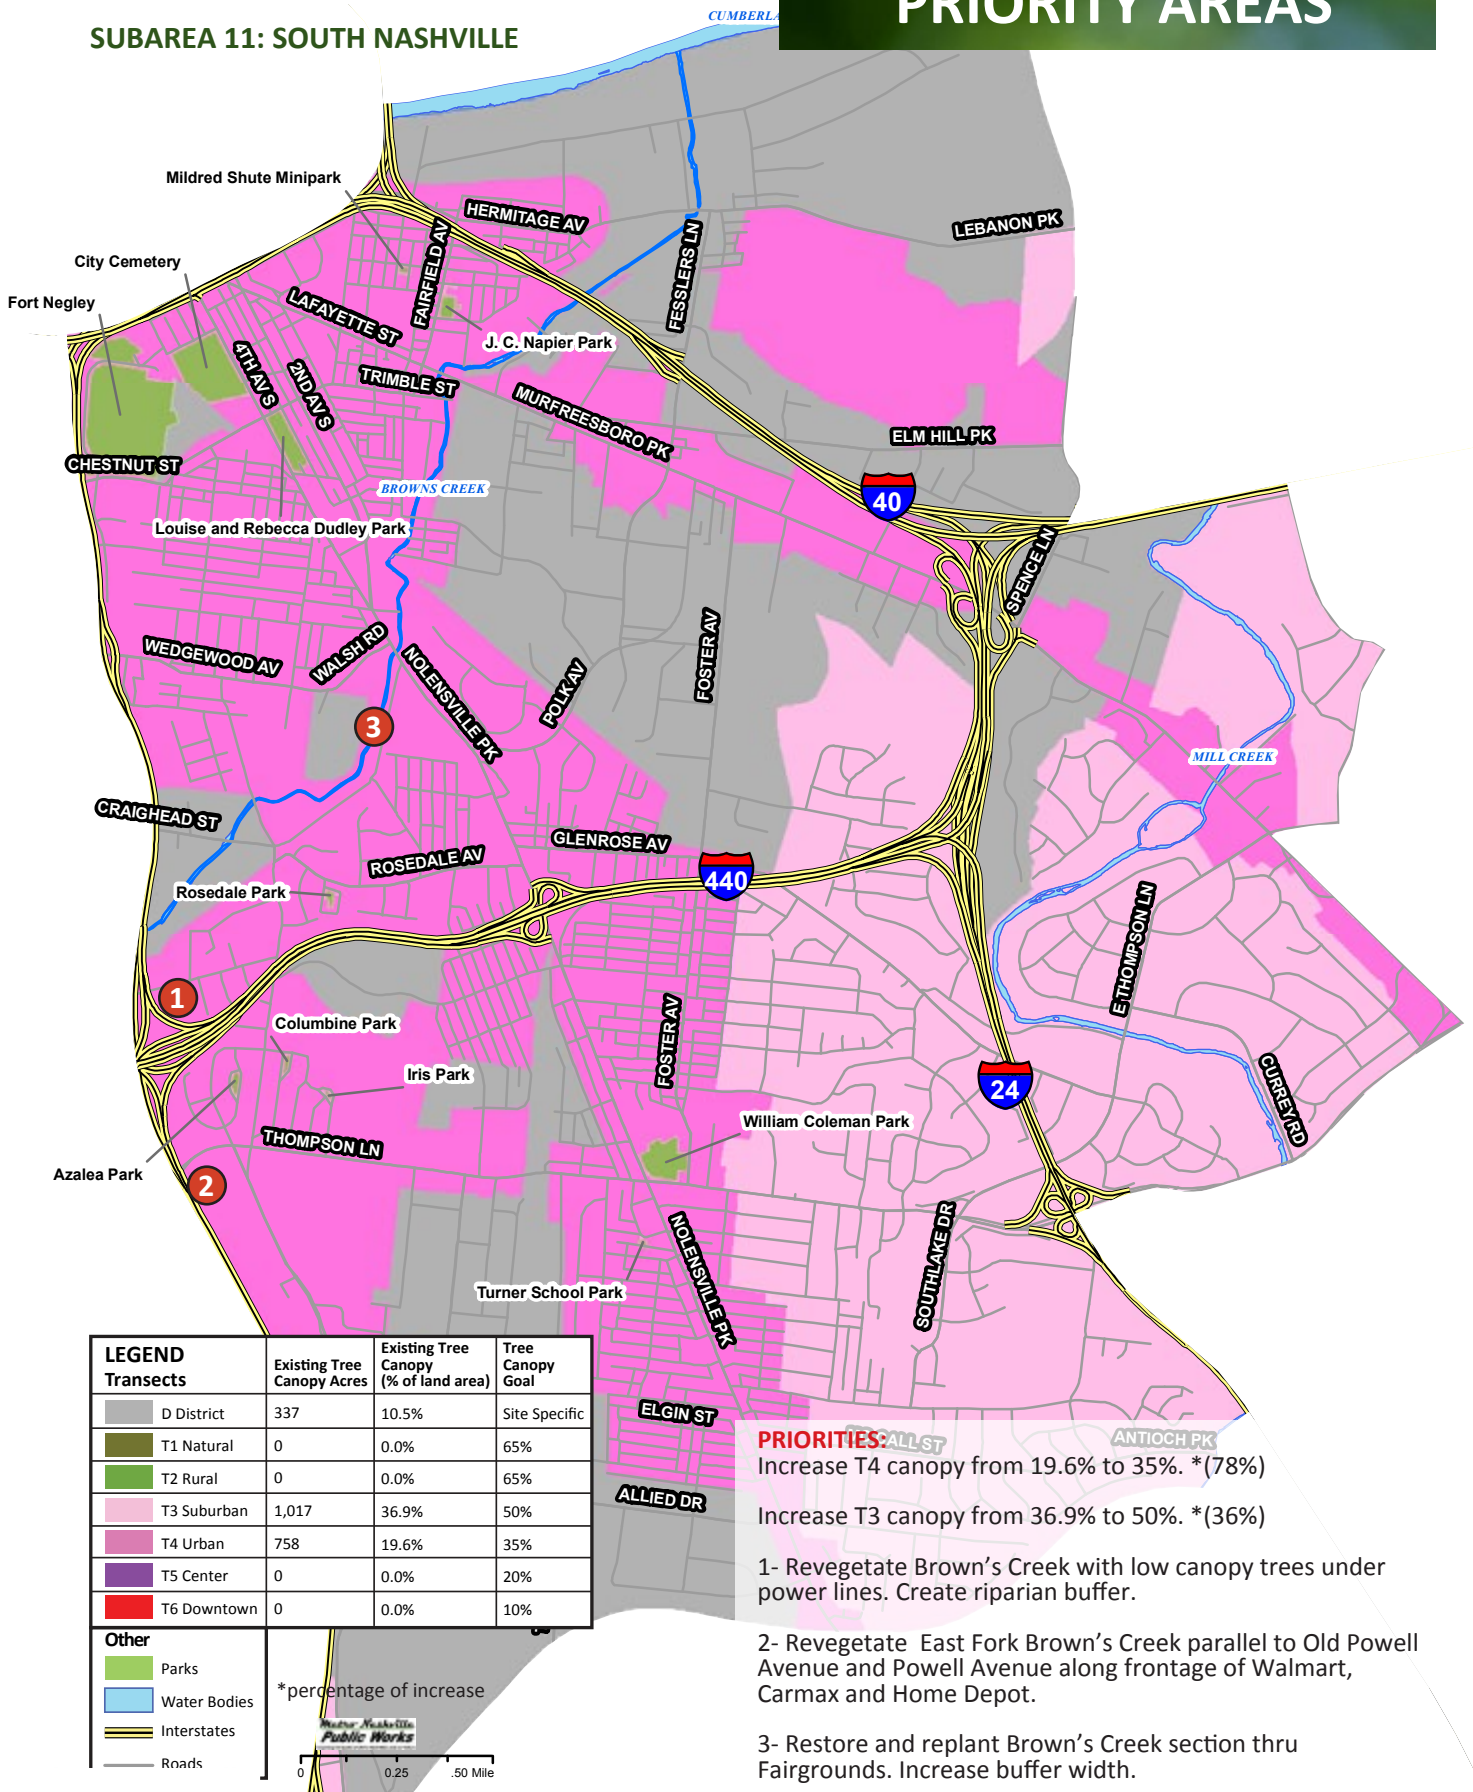 PRIORITY AREAS
SUBAREA 11: SOUTH NASHVILLE
Mildred Shute Minipark
City Cemetery
Fort Negley
HERMITAGE AV
FAIRFIELD AV
LAFAYETTE ST
FESSLERS LN
LEBANON PK
J. C. Napier Park
4TH AV S
2ND AV S
TRIMBLE ST
MURFREESBORO PK
ELM HILL PK
CHESTNUT ST
BROWNS CREEK
40
Louise and Rebecca Dudley Park
SPENCE LN
WEDGEWOOD AV
WALSH RD
NOLENSVILLE PK
POLK AV
FOSTER AV
3
MILL CREEK
CRAIGHEAD ST
GLENROSE AV
ROSEDALE AV
440
Rosedale Park
E THOMPSON LN
1
Columbine Park
FOSTER AV
Iris Park
24
CURREY RD
William Coleman Park
THOMPSON LN
Azalea Park
2
NOLENSVILLE PK
SOUTHLAKE DR
Turner School Park
ELGIN ST
ANTIOCH PK
ALLIED DR
LEGEND
Transects
Existing Tree
Canopy Acres
Existing Tree
Canopy
(% of land area)
Tree
Canopy
Goal
D District 337 10.5% Site Specific
T1 Natural 0 0.0% 65%
T2 Rural 0 0.0% 65%
T3 Suburban 1,017 36.9% 50%
T4 Urban 758 19.6% 35%
T5 Center 0 0.0% 20%
T6 Downtown 0 0.0% 10%
Other
Parks
Water Bodies
Interstates
Roads
*percentage of increase
Metro Nashville
Public Works
0 0.25 .50 Mile
PRIORITIES:
Increase T4 canopy from 19.6% to 35%. *(78%)
Increase T3 canopy from 36.9% to 50%. *(36%)
1- Revegetate Brown's Creek with low canopy trees under
power lines. Create riparian buffer.
2- Revegetate East Fork Brown's Creek parallel to Old Powell
Avenue and Powell Avenue along frontage of Walmart,
Carmax and Home Depot.
3- Restore and replant Brown's Creek section thru
Fairgrounds. Increase buffer width.